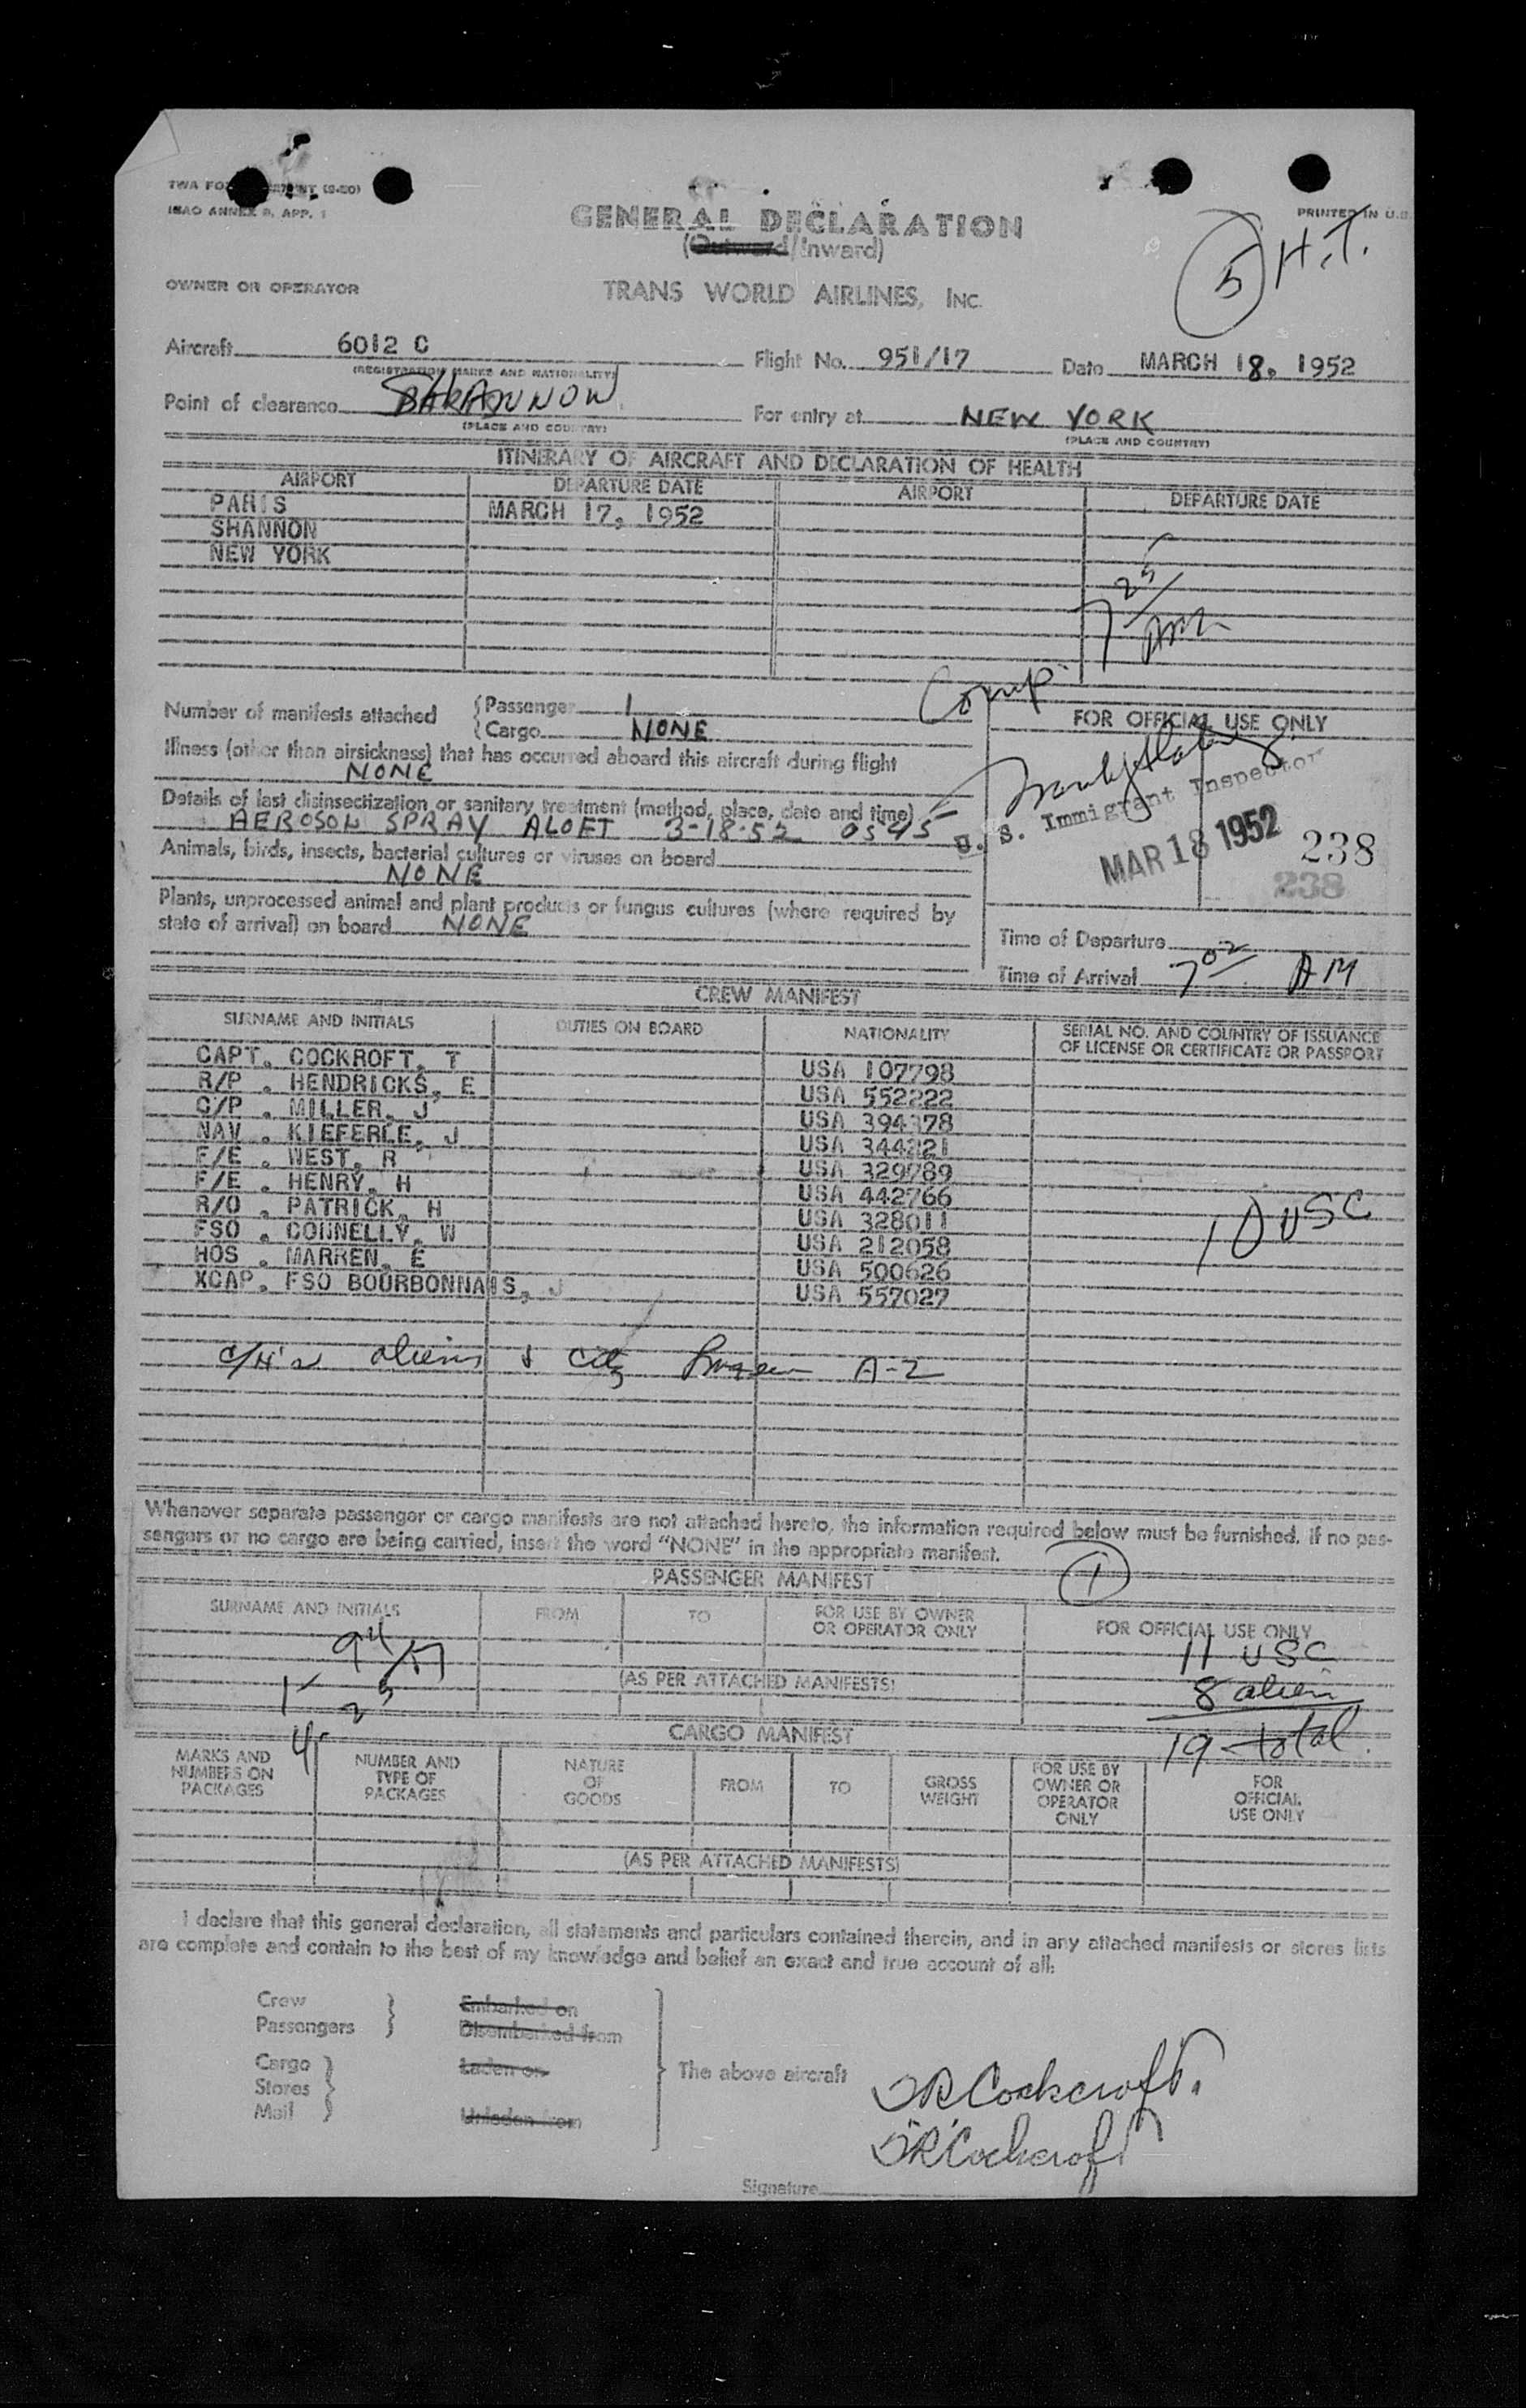 TWA FO
ICAO ANNEX 9, APP. 1
PRINTED IN U.S.
GENERAL DECLARATION
(Outward/Inward)
5 H.T.
OWNER OR OPERATOR TRANS WORLD AIRLINES, INC.
Aircraft 6012 C Flight No. 951/17 Date MARCH 18, 1952
(REGISTRATION MARKS AND NATIONALITY)
Point of clearance For entry at NEW YORK
(PLACE AND COUNTRY) (PLACE AND COUNTRY)
ITINERARY OF AIRCRAFT AND DECLARATION OF HEALTH
AIRPORT DEPARTURE DATE AIRPORT DEPARTURE DATE
PARIS MARCH 17, 1952
SHANNON
NEW YORK
Comp. 7 25 AM
Number of manifests attached Passenger 1
Cargo NONE
FOR OFFICIAL USE ONLY
Illness (other than airsickness) that has occurred aboard this aircraft during flight
NONE
U. S. Immigrant Inspector
Details of last disinsectization or sanitary treatment (method, place, date and time)
AEROSOL SPRAY ALOFT 3-18-52 0545
MAR 18 1952 238
238
Animals, birds, insects, bacterial cultures or viruses on board
NONE
Plants, unprocessed animal and plant products or fungus cultures (where required by
state of arrival) on board NONE
Time of Departure
Time of Arrival 7 02 AM
CREW MANIFEST
SURNAME AND INITIALS DUTIES ON BOARD NATIONALITY SERIAL NO. AND COUNTRY OF ISSUANCE
OF LICENSE OR CERTIFICATE OR PASSPORT
CAPT. COCKROFT, T USA 107798
R/P . HENDRICKS, E USA 552222
C/P . MILLER, J USA 394378
NAV . KIEFERLE, J USA 344221
F/E . WEST, R USA 329789
F/E . HENRY, H USA 442766
R/O . PATRICK, H USA 328011
FSO . CONNELLY, W USA 212058
HOS . MARREN, E USA 500626
XCAP. FSO BOURBONNAIS, J USA 557027
10 USC
aliens & A-2
Whenever separate passenger or cargo manifests are not attached hereto, the information required below must be furnished. If no pas-
sengers or no cargo are being carried, insert the word "NONE" in the appropriate manifest.
1
PASSENGER MANIFEST
SURNAME AND INITIALS FROM TO FOR USE BY OWNER
OR OPERATOR ONLY FOR OFFICIAL USE ONLY
11 USC
(AS PER ATTACHED MANIFESTS)
8 alien
19 total
CARGO MANIFEST
MARKS AND
NUMBERS ON
PACKAGES NUMBER AND
TYPE OF
PACKAGES NATURE
OF
GOODS FROM TO GROSS
WEIGHT FOR USE BY
OWNER OR
OPERATOR
ONLY FOR
OFFICIAL
USE ONLY
(AS PER ATTACHED MANIFESTS)
I declare that this general declaration, all statements and particulars contained therein, and in any attached manifests or stores lists
are complete and contain to the best of my knowledge and belief an exact and true account of all:
Crew Embarked on
Passengers Disembarked from
Cargo Laden on The above aircraft
Stores
Mail Unladen from
T R Cockcroft.
T R Cockcroft
Signature